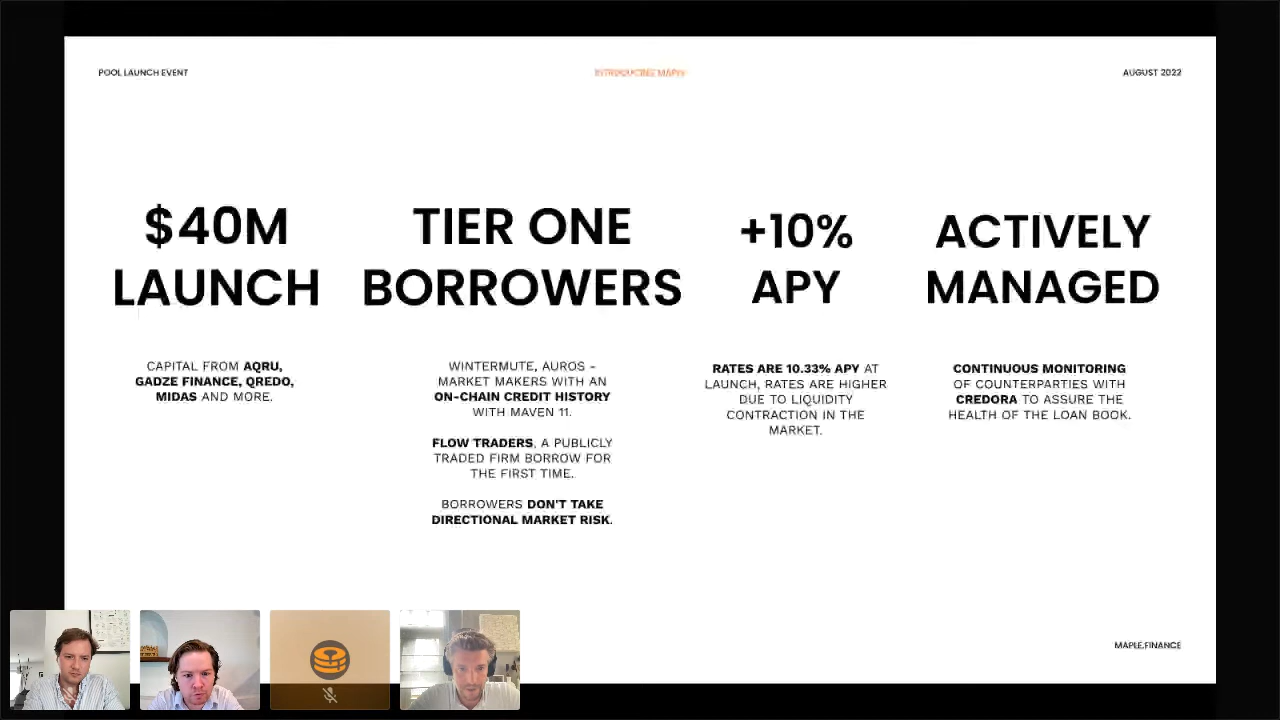 POOL LAUNCH EVENT
INTRODUCING MAPLE
AUGUST 2022
$40M
LAUNCH
CAPITAL FROM AQRU,
GADZE FINANCE, QREDO,
MIDAS AND MORE.
TIER ONE
BORROWERS
WINTERMUTE, AUROS –
MARKET MAKERS WITH AN
ON-CHAIN CREDIT HISTORY
WITH MAVEN 11.
FLOW TRADERS, A PUBLICLY
TRADED FIRM BORROW FOR
THE FIRST TIME.
BORROWERS DON'T TAKE
DIRECTIONAL MARKET RISK.
+10%
APY
RATES ARE 10.33% APY AT
LAUNCH, RATES ARE HIGHER
DUE TO LIQUIDITY
CONTRACTION IN THE
MARKET.
ACTIVELY
MANAGED
CONTINUOUS MONITORING
OF COUNTERPARTIES WITH
CREDORA TO ASSURE THE
HEALTH OF THE LOAN BOOK.
MAPLE.FINANCE